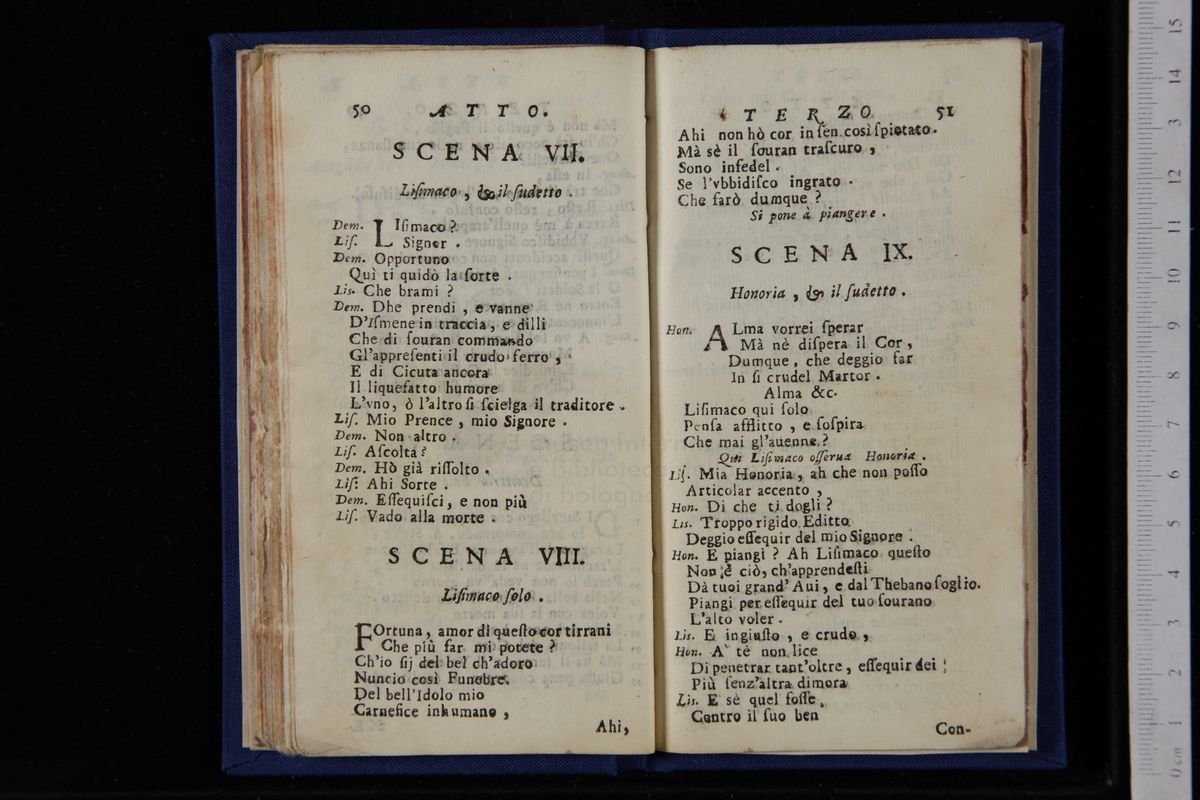 50 ATTO.
SCENA VII.
Lisimaco, & il sudetto.
Dem. LIsimaco?
Lis. Signor.
Dem. Opportuno
Quì ti quidò la sorte.
Lis. Che brami?
Dem. Dhe prendi, e vanne
D'Ismene in traccia, e dilli
Che di souran commando
Gl'appresenti il crudo ferro,
E di Cicuta ancora
Il liquefatto humore
L'vno, ò l'altro si scielga il traditore.
Lis. Mio Prence, mio Signore.
Dem. Non altro.
Lis. Ascolta?
Dem. Hò già rissolto.
Lis: Ahi Sorte.
Dem. Essequisci, e non più
Lis. Vado alla morte.
SCENA VIII.
Lisimaco solo.
FOrtuna, amor di questo cor tirrani
Che più far mi potete?
Ch'io sij del bel ch'adoro
Nuncio così Funebre.
Del bell'Idolo mio
Carnefice inhumano,
Ahi,
TERZO 51
Ahi non hò cor in sen così spietato.
Mà sè il souran trascuro,
Sono infedel.
Se l'vbbidisco ingrato.
Che farò dumque?
Si pone à piangere.
SCENA IX.
Honoria, & il sudetto.
Hon. ALma vorrei sperar
Mà nè dispera il Cor,
Dumque, che deggio far
In si crudel Martor.
Alma &c.
Lisimaco qui solo
Pensa afflitto, e sospira
Che mai gl'auenne?
Qui Lisimaco osserua Honoria.
Lis. Mia Honoria, ah che non posso
Articolar accento,
Hon. Di che ti dogli?
Lis. Troppo rigido Editto
Deggio essequir del mio Signore.
Hon. E piangi? Ah Lisimaco questo
Non è ciò, ch'apprendesti
Dà tuoi grand' Aui, e dal Thebano soglio.
Piangi per essequir del tuo sourano
L'alto voler.
Lis. E ingiusto, e crudo,
Hon. A' tè non lice
Di penetrar tant'oltre, essequir dei
Più senz'altra dimora
Lis. E sè quel fosse,
Contro il suo ben
Con-